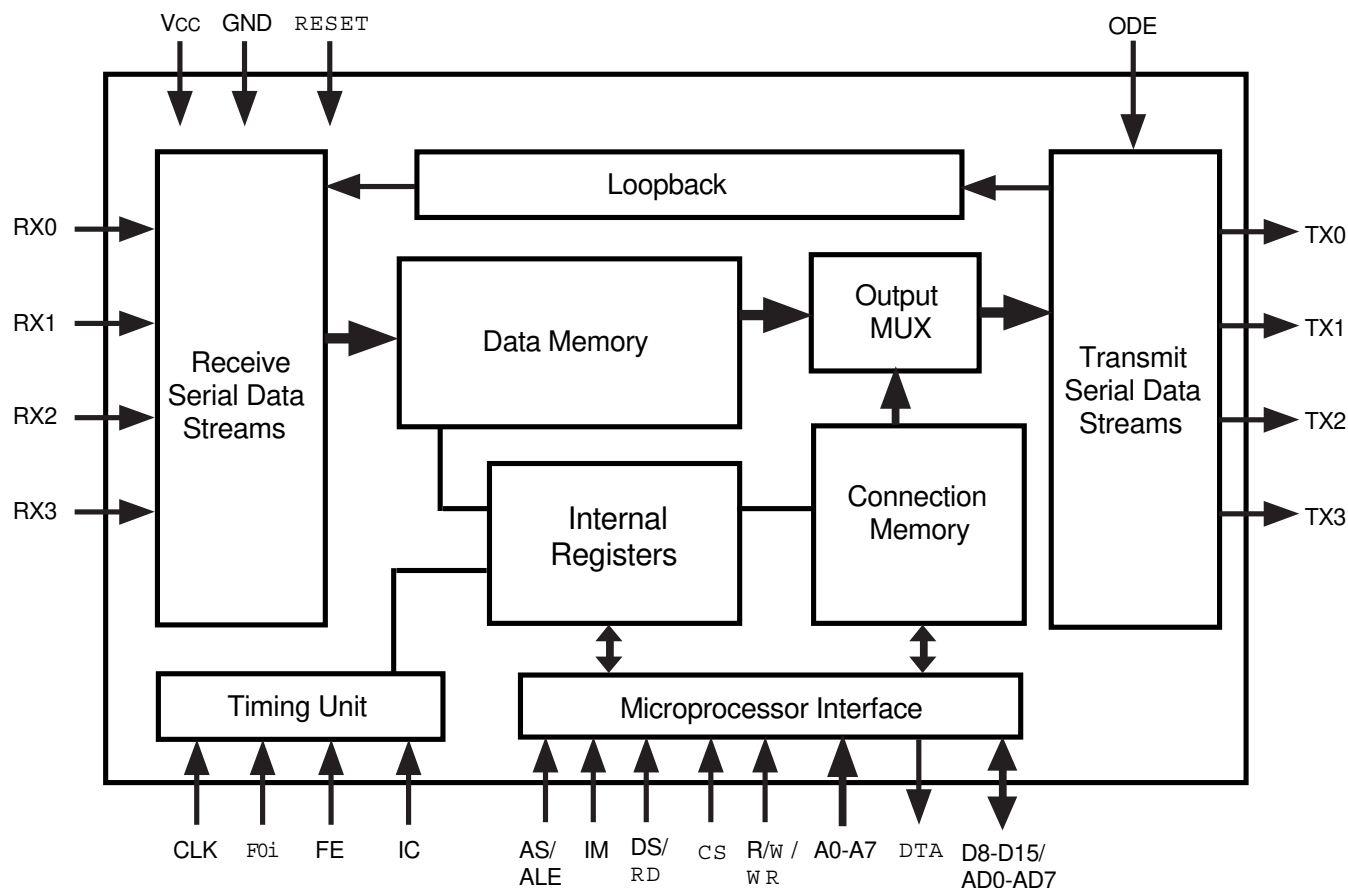 Vcc GND RESET ODE
Loopback
RX0
RX1
RX2
RX3
Receive
Serial Data
Streams
Data Memory
Output
MUX
Transmit
Serial Data
Streams
TX0
TX1
TX2
TX3
Internal
Registers
Connection
Memory
Timing Unit
Microprocessor Interface
CLK F0i FE IC
AS/
ALE
IM
DS/
RD
CS
R/W /
WR
A0-A7
DTA
D8-D15/
AD0-AD7